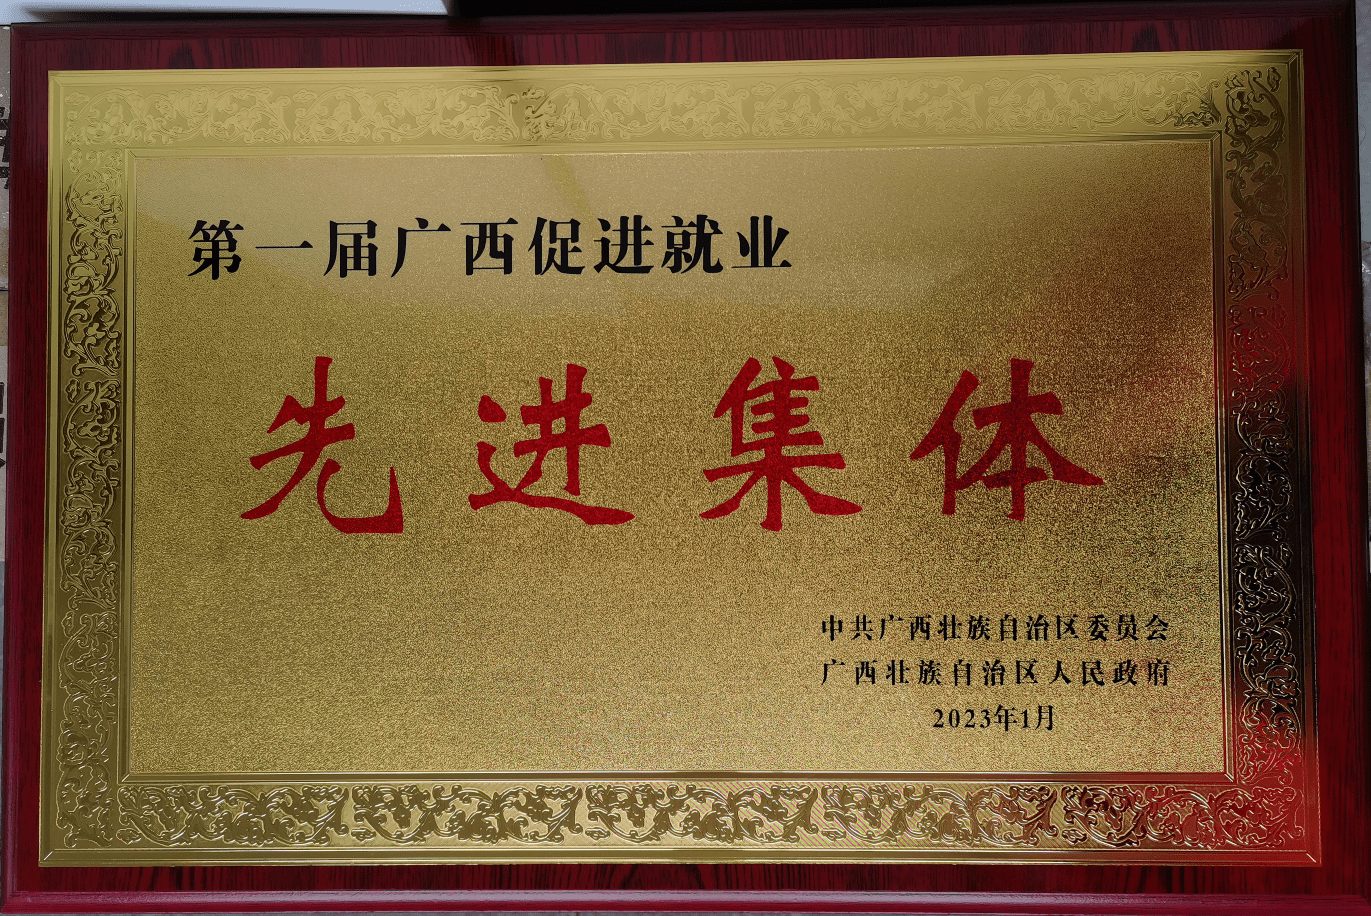 第一届广西促进就业
先进集体
中共广西壮族自治区委员会
广西壮族自治区人民政府
2023年1月